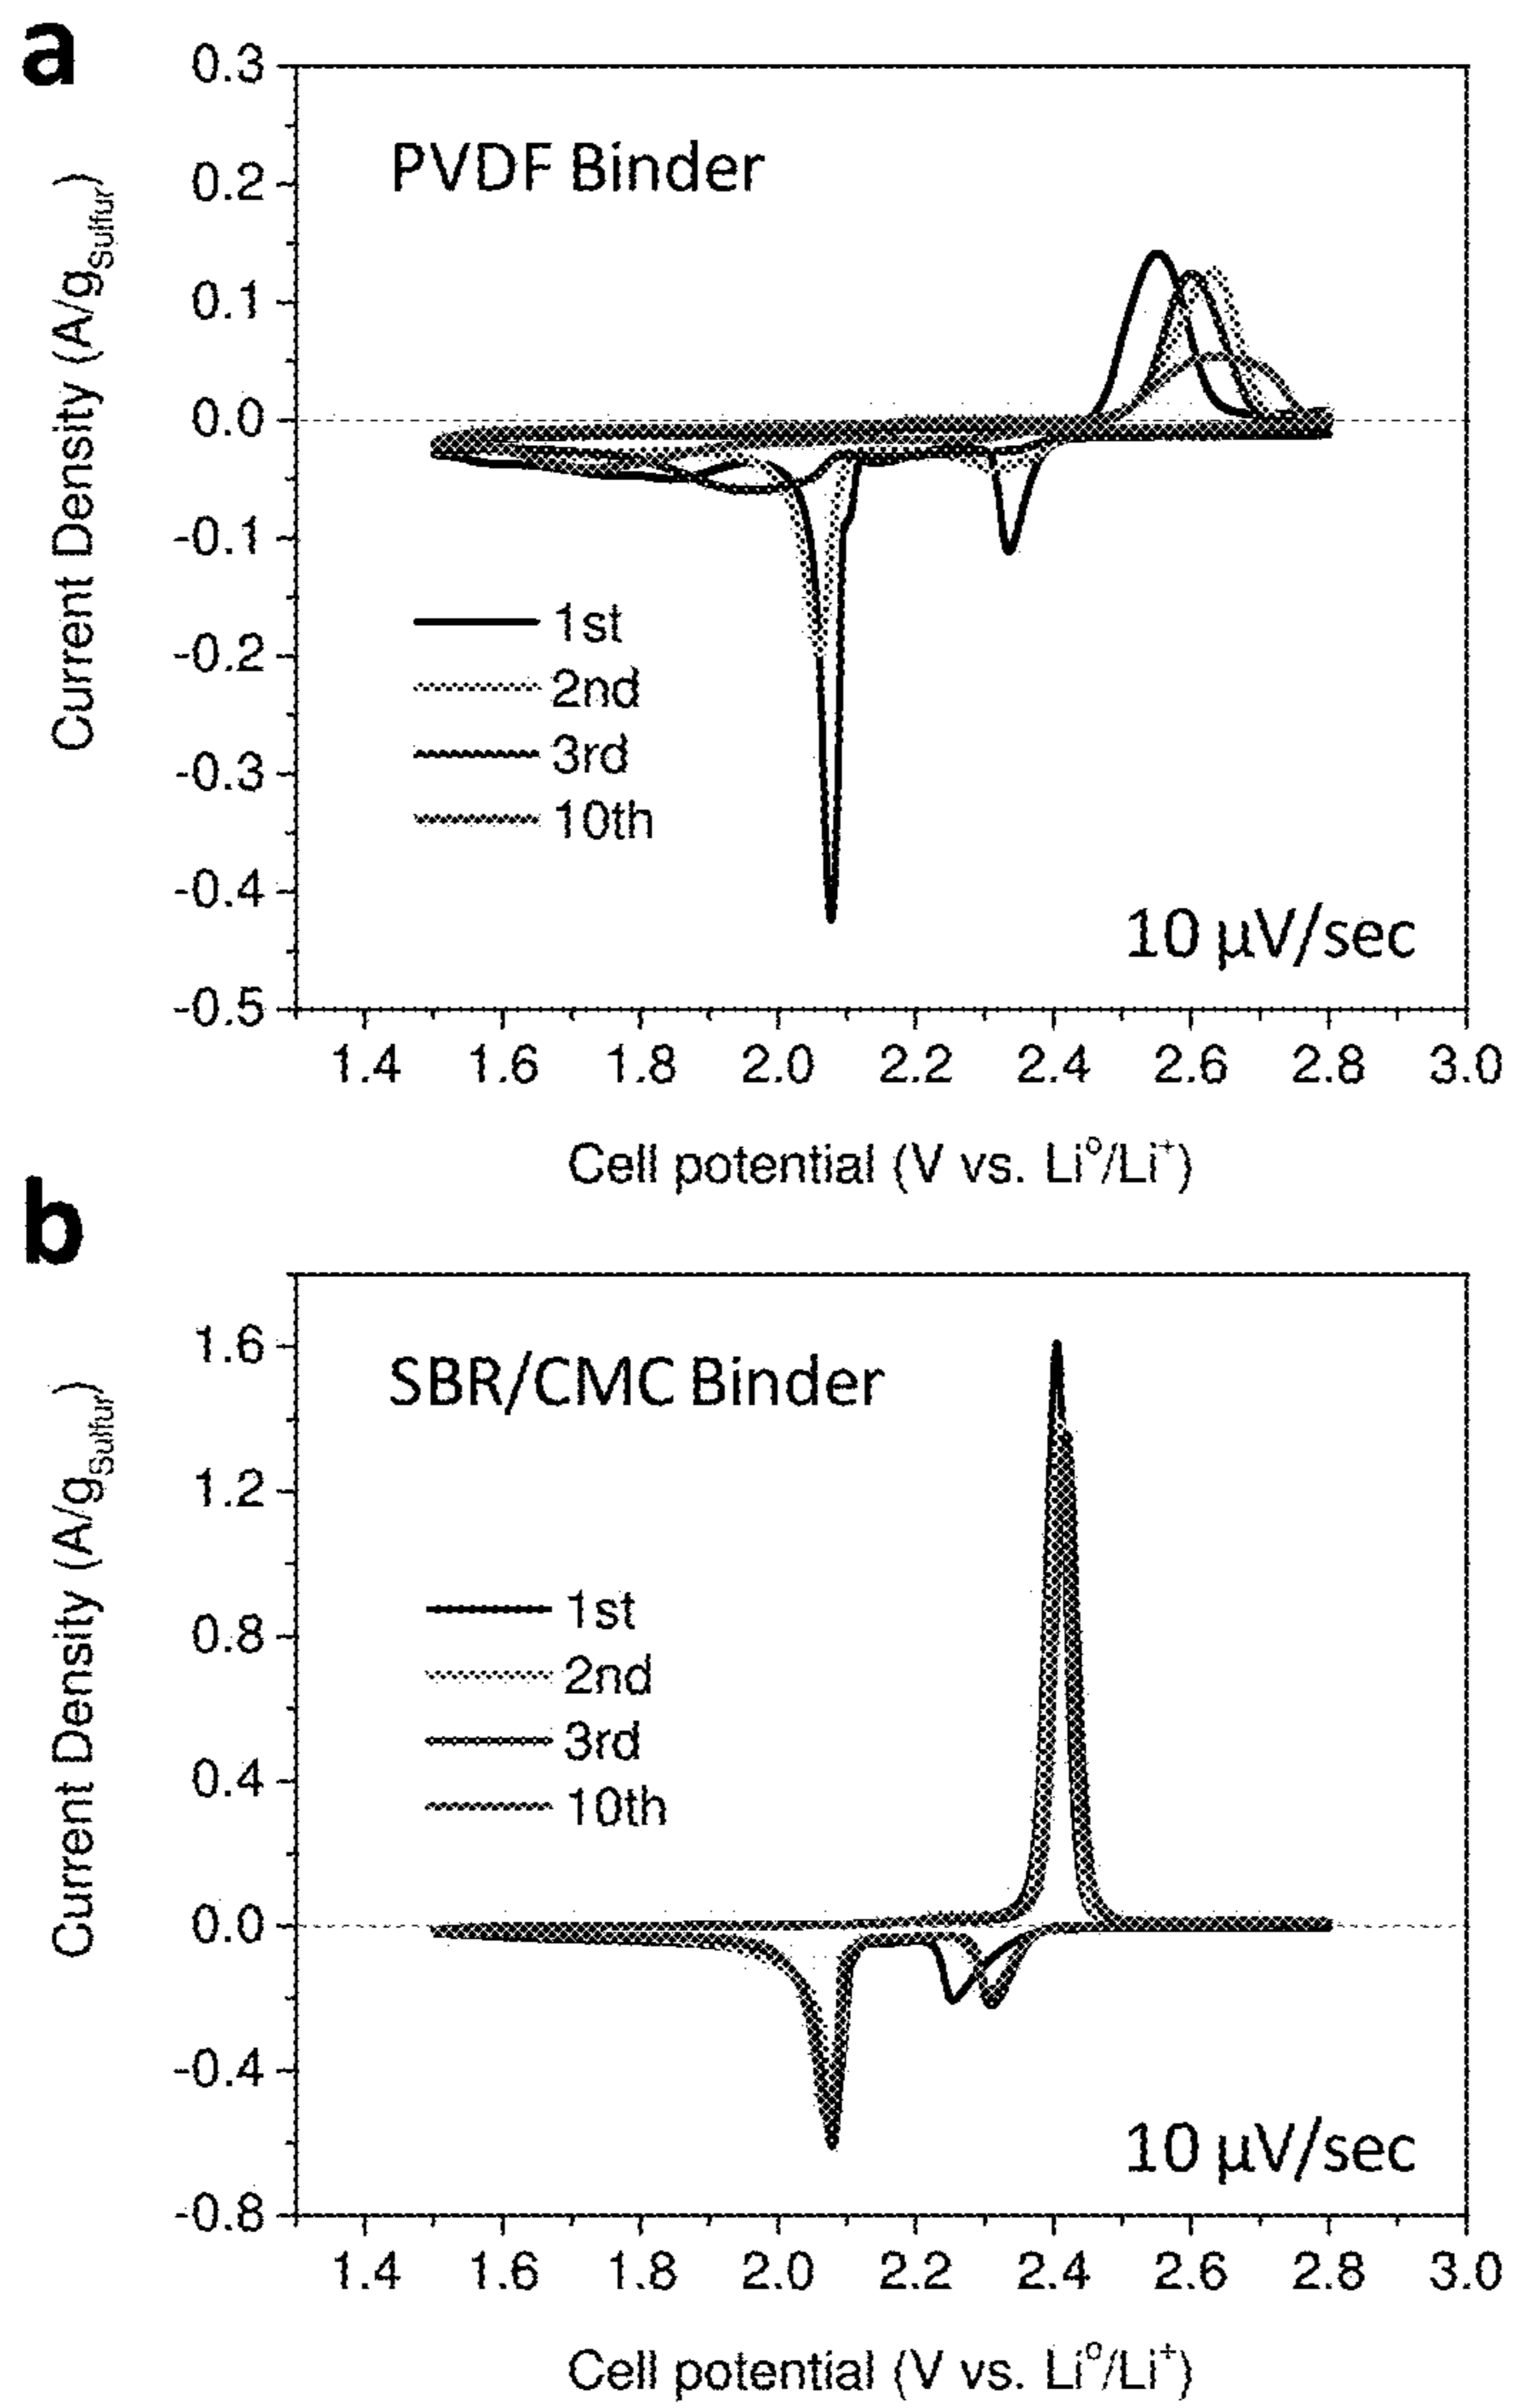 a
0.3
0.2
0.1
0.0
-0.1
-0.2
-0.3
-0.4
-0.5
Current Density (A/gSulfur)
PVDF Binder
1st
2nd
3rd
10th
10 µV/sec
1.4 1.6 1.8 2.0 2.2 2.4 2.6 2.8 3.0
Cell potential (V vs. Liº/Li⁺)
b
1.6
1.2
0.8
0.4
0.0
-0.4
-0.8
Current Density (A/gSulfur)
SBR/CMC Binder
1st
2nd
3rd
10th
10 µV/sec
1.4 1.6 1.8 2.0 2.2 2.4 2.6 2.8 3.0
Cell potential (V vs. Liº/Li⁺)